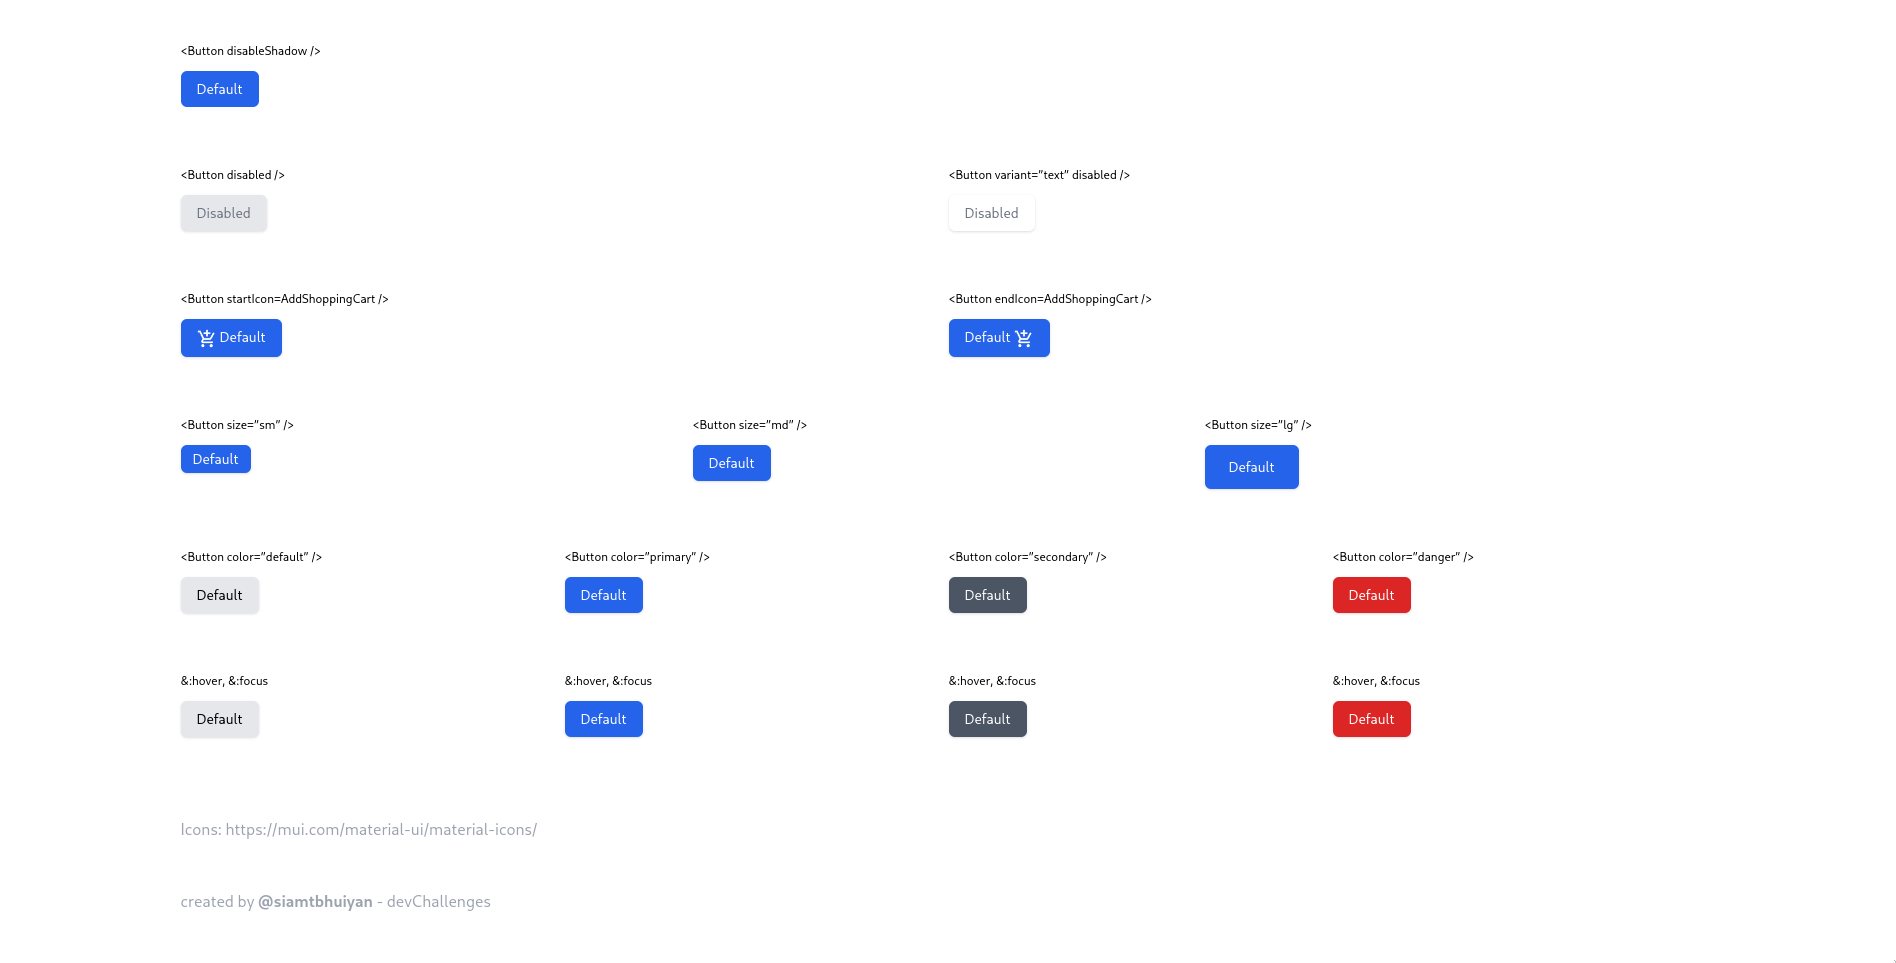 <Button disableShadow />
Default
<Button disabled />
<Button variant=”text” disabled />
Disabled
Disabled
<Button startIcon=AddShoppingCart />
<Button endIcon=AddShoppingCart />
Default
Default
<Button size=”sm” />
<Button size=”md” />
<Button size=”lg” />
Default
Default
Default
<Button color=”default” />
<Button color=”primary” />
<Button color=”secondary” />
<Button color=”danger” />
Default
Default
Default
Default
&:hover, &:focus
&:hover, &:focus
&:hover, &:focus
&:hover, &:focus
Default
Default
Default
Default
Icons: https://mui.com/material-ui/material-icons/
created by @siamtbhuiyan - devChallenges